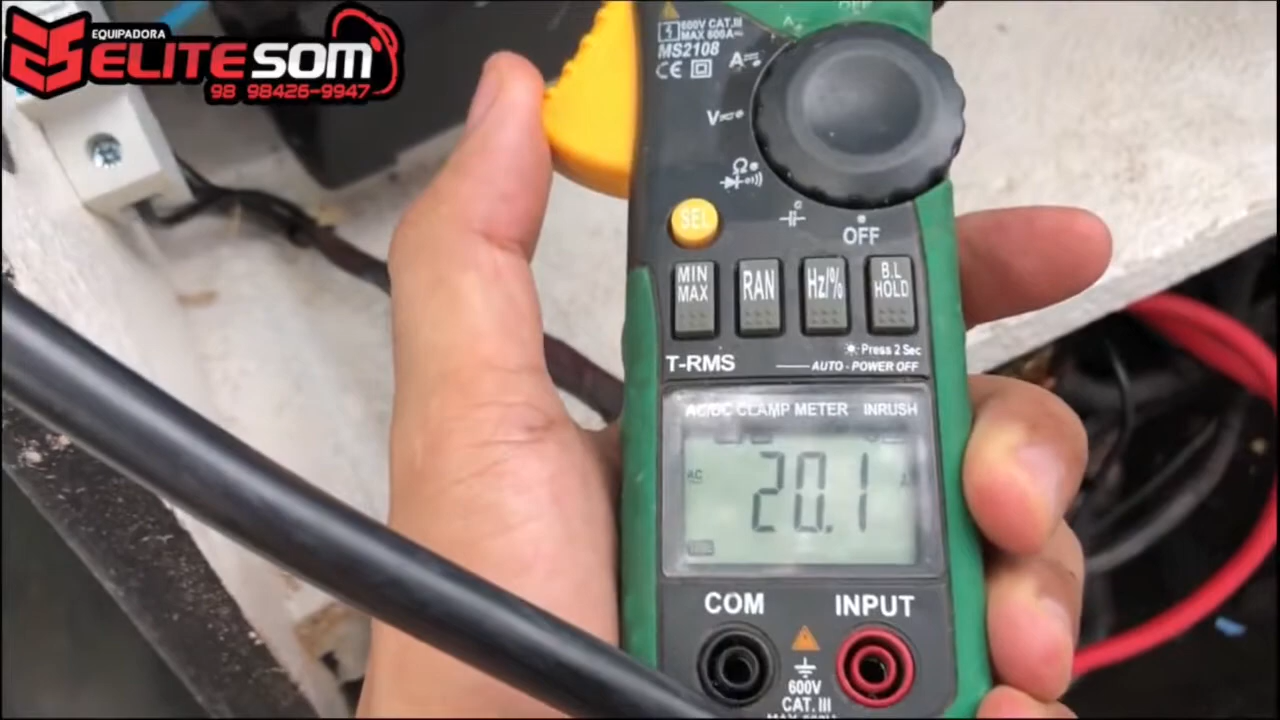 EQUIPADORA
ELITESOM
98 98426-9947
600V CAT.III
MAX 600A~
MS2108
CE
A
V
Ω
OFF
SEL
MIN MAX
RAN
Hz/%
B.L HOLD
Press 2 Sec
T-RMS
AUTO - POWER OFF
AC/DC CLAMP METER INRUSH
AC
20.1
COM
INPUT
600V
CAT. III